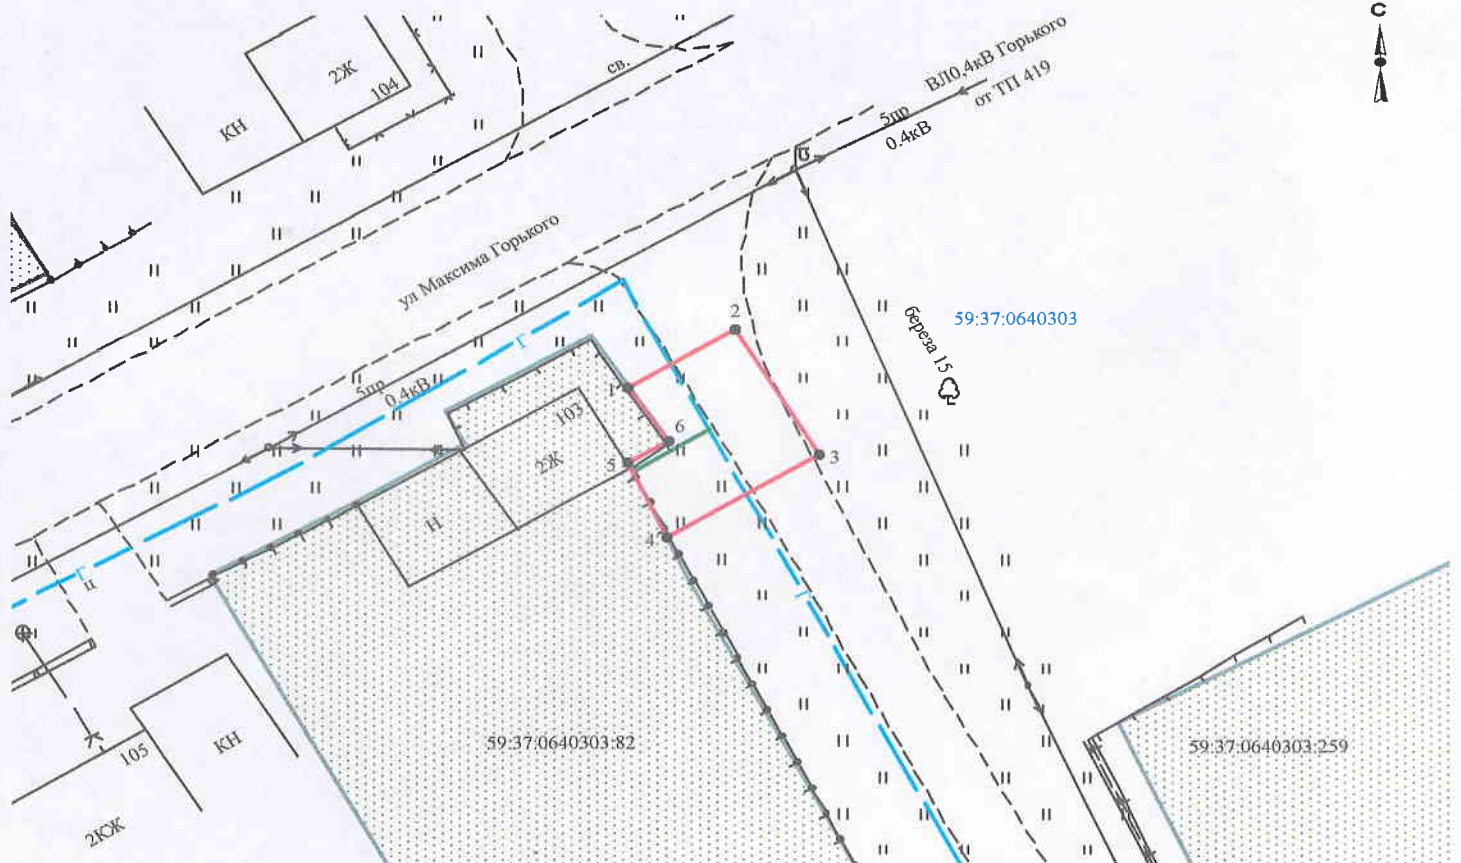 С
ВЛ0,4кВ Горького
от ТП 419
св.
2Ж
104
КН
5пр
0.4кВ
ул Максима Горького
береза 15
59:37:0640303
2
Г
1
5пр
0.4кВ
103
6
5
2Ж
3
Н
4
Г
ц
Г
59:37:0640303:82
59:37:0640303:259
КН
105
2КЖ